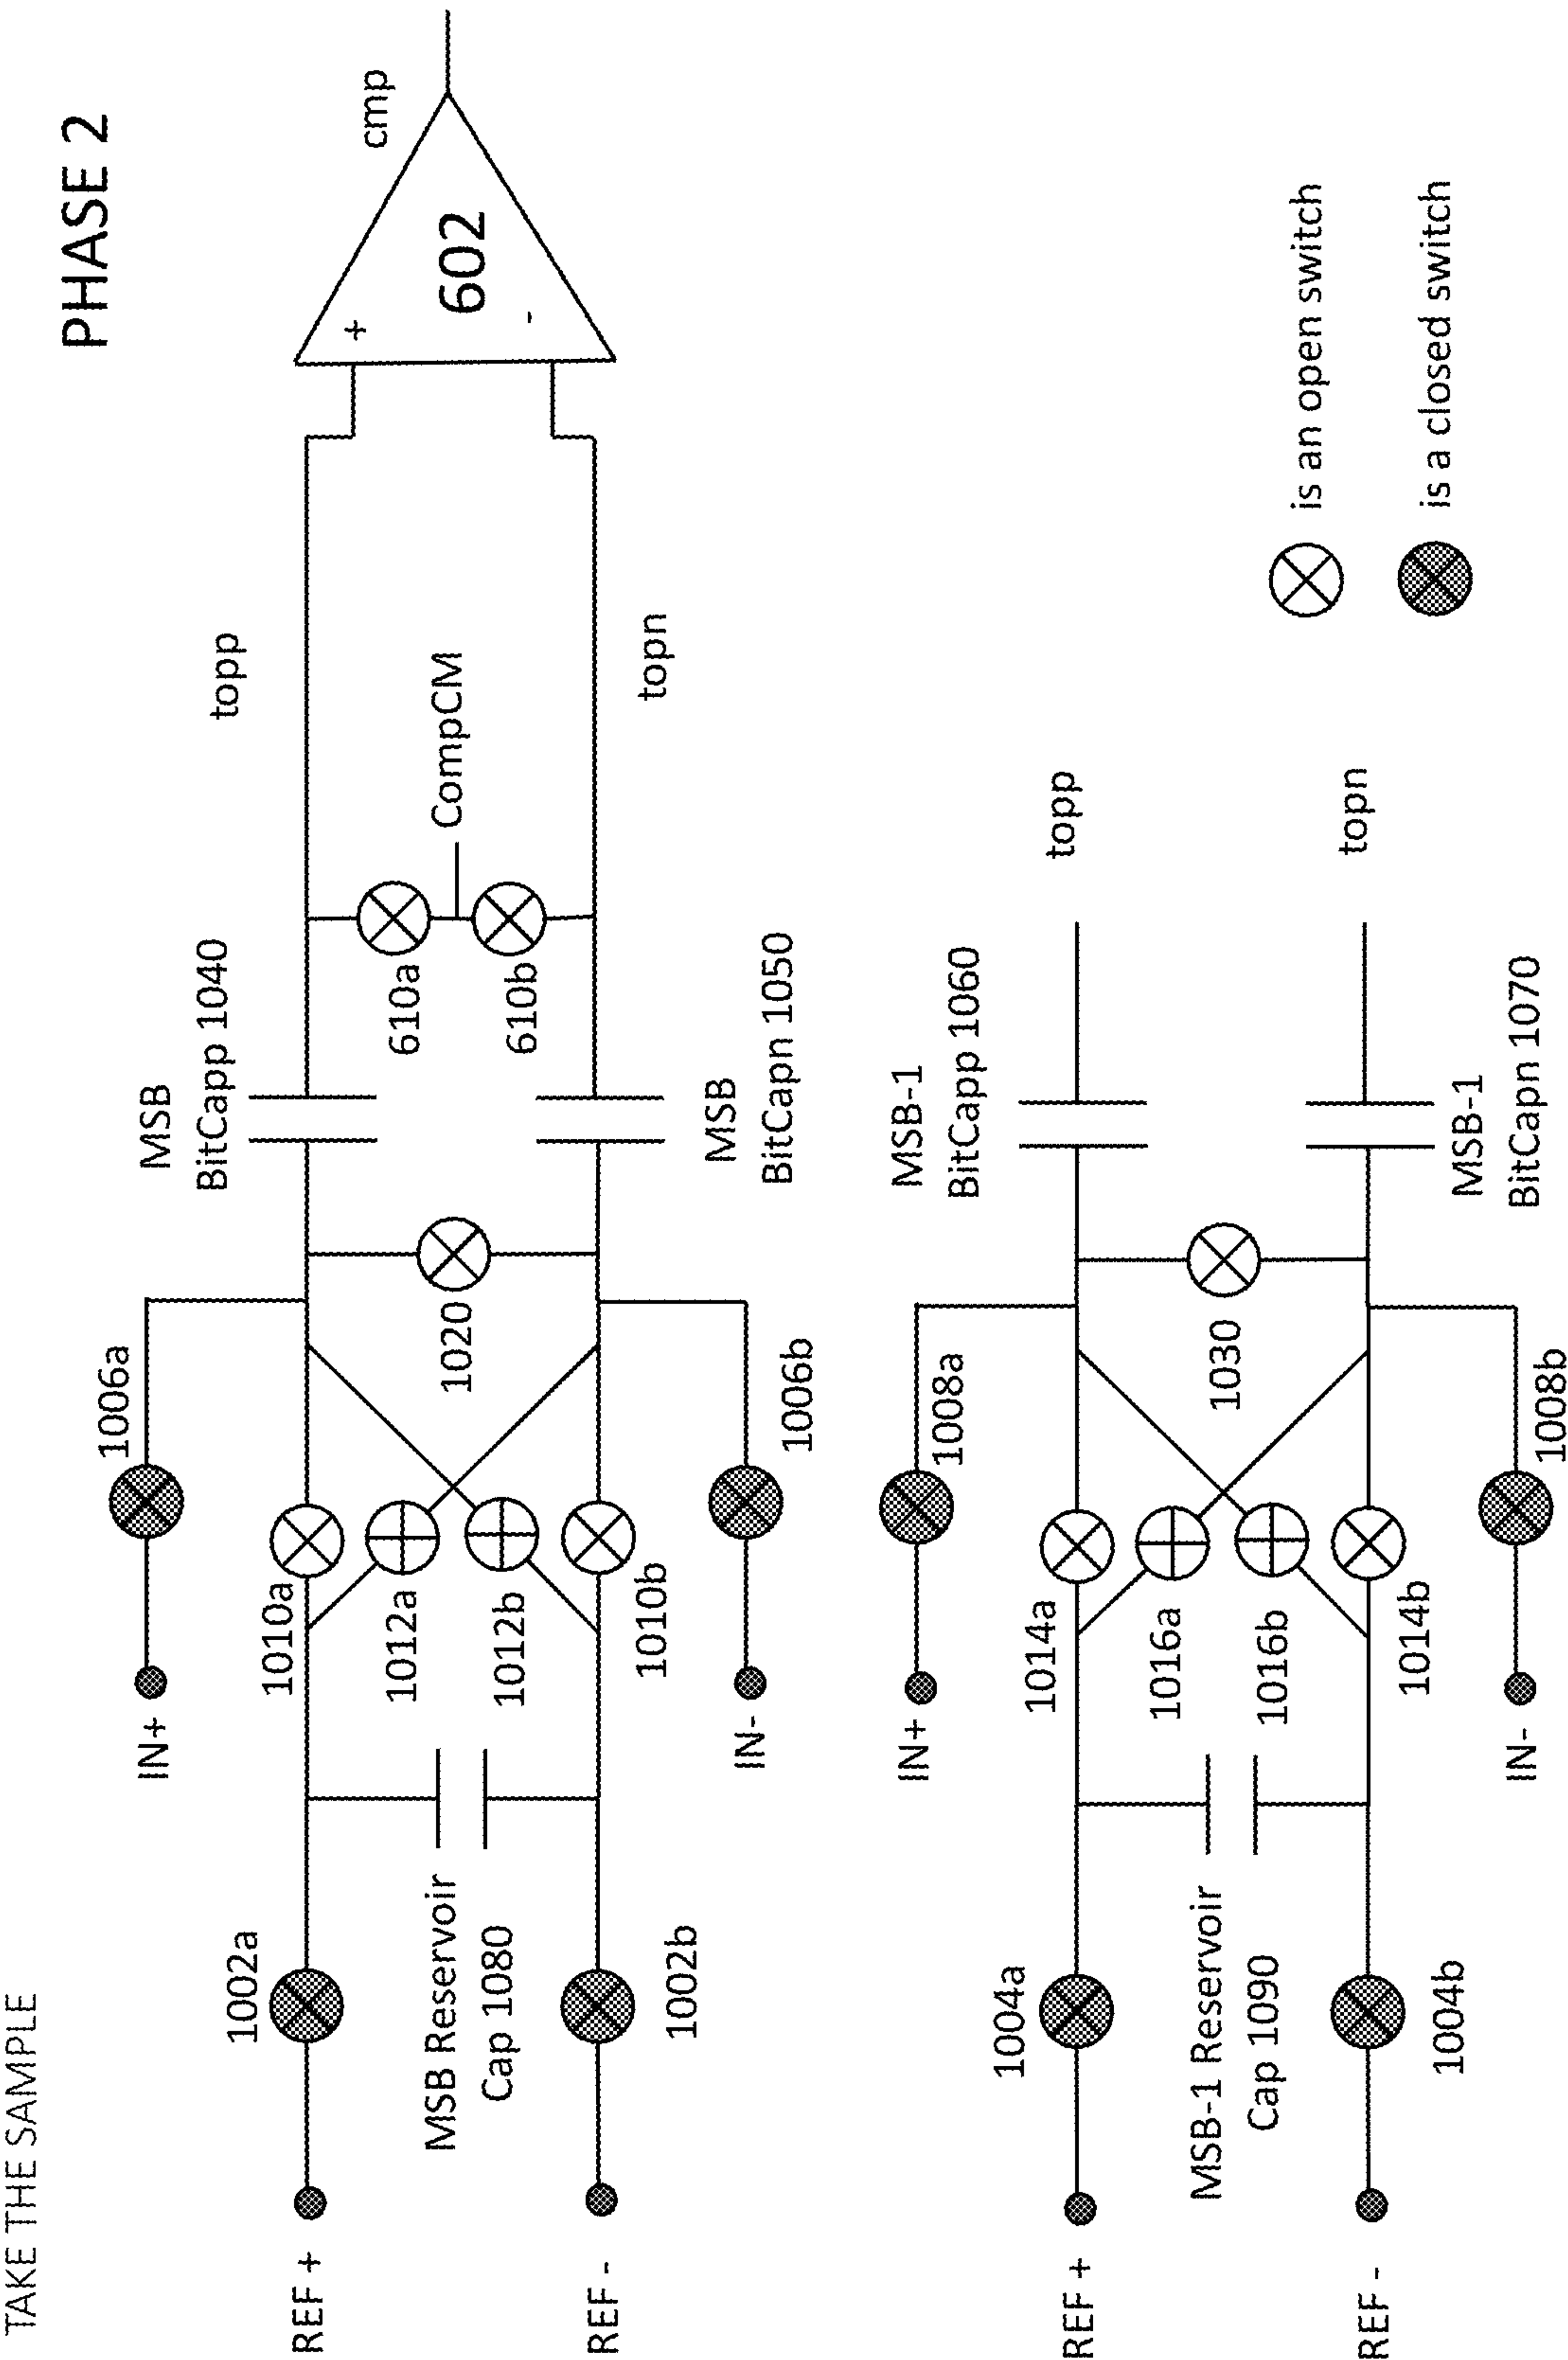 TAKE THE SAMPLE
PHASE 2
IN+
1006a
MSB
BitCapp 1040
topp
cmp
REF +
1002a
1010a
610a
+
MSB Reservoir
Cap 1080
1012a
1020
CompCM
602
1012b
610b
-
REF -
1002b
1010b
topn
IN-
1006b
MSB
BitCapn 1050
IN+
1008a
MSB-1
BitCapp 1060
REF +
1004a
1014a
topp
MSB-1 Reservoir
Cap 1090
1016a
1030
1016b
REF -
1004b
1014b
topn
IN-
1008b
MSB-1
BitCapn 1070
is an open switch
is a closed switch